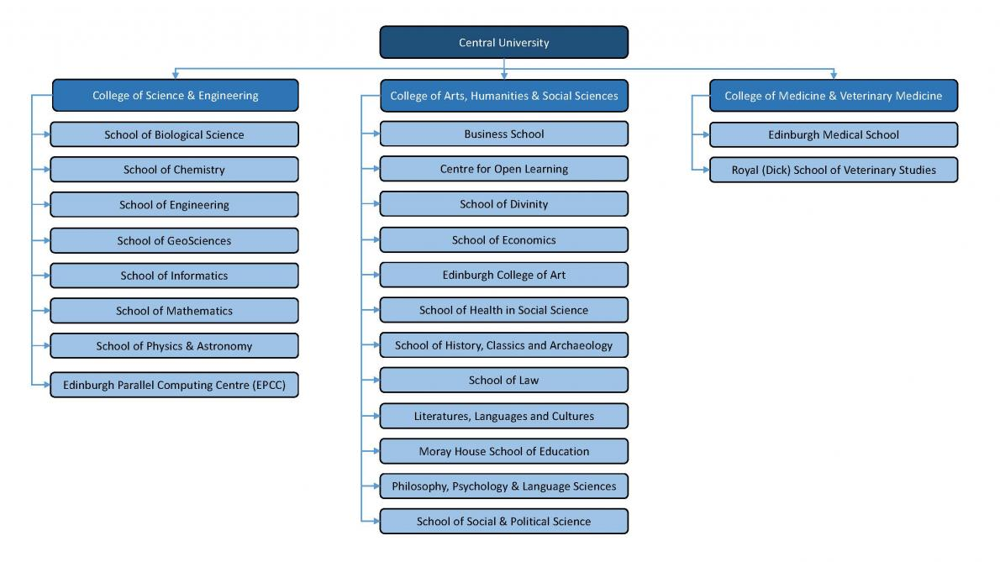 Central University
College of Science & Engineering
School of Biological Science
School of Chemistry
School of Engineering
School of GeoSciences
School of Informatics
School of Mathematics
School of Physics & Astronomy
Edinburgh Parallel Computing Centre (EPCC)
College of Arts, Humanities & Social Sciences
Business School
Centre for Open Learning
School of Divinity
School of Economics
Edinburgh College of Art
School of Health in Social Science
School of History, Classics and Archaeology
School of Law
Literatures, Languages and Cultures
Moray House School of Education
Philosophy, Psychology & Language Sciences
School of Social & Political Science
College of Medicine & Veterinary Medicine
Edinburgh Medical School
Royal (Dick) School of Veterinary Studies